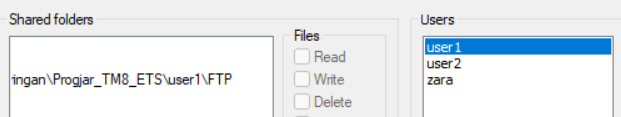 Shared folders
ringan\Progjar_TM8_ETS\user1\FTP
Files
Read
Write
Delete
Users
user1
user2
zara